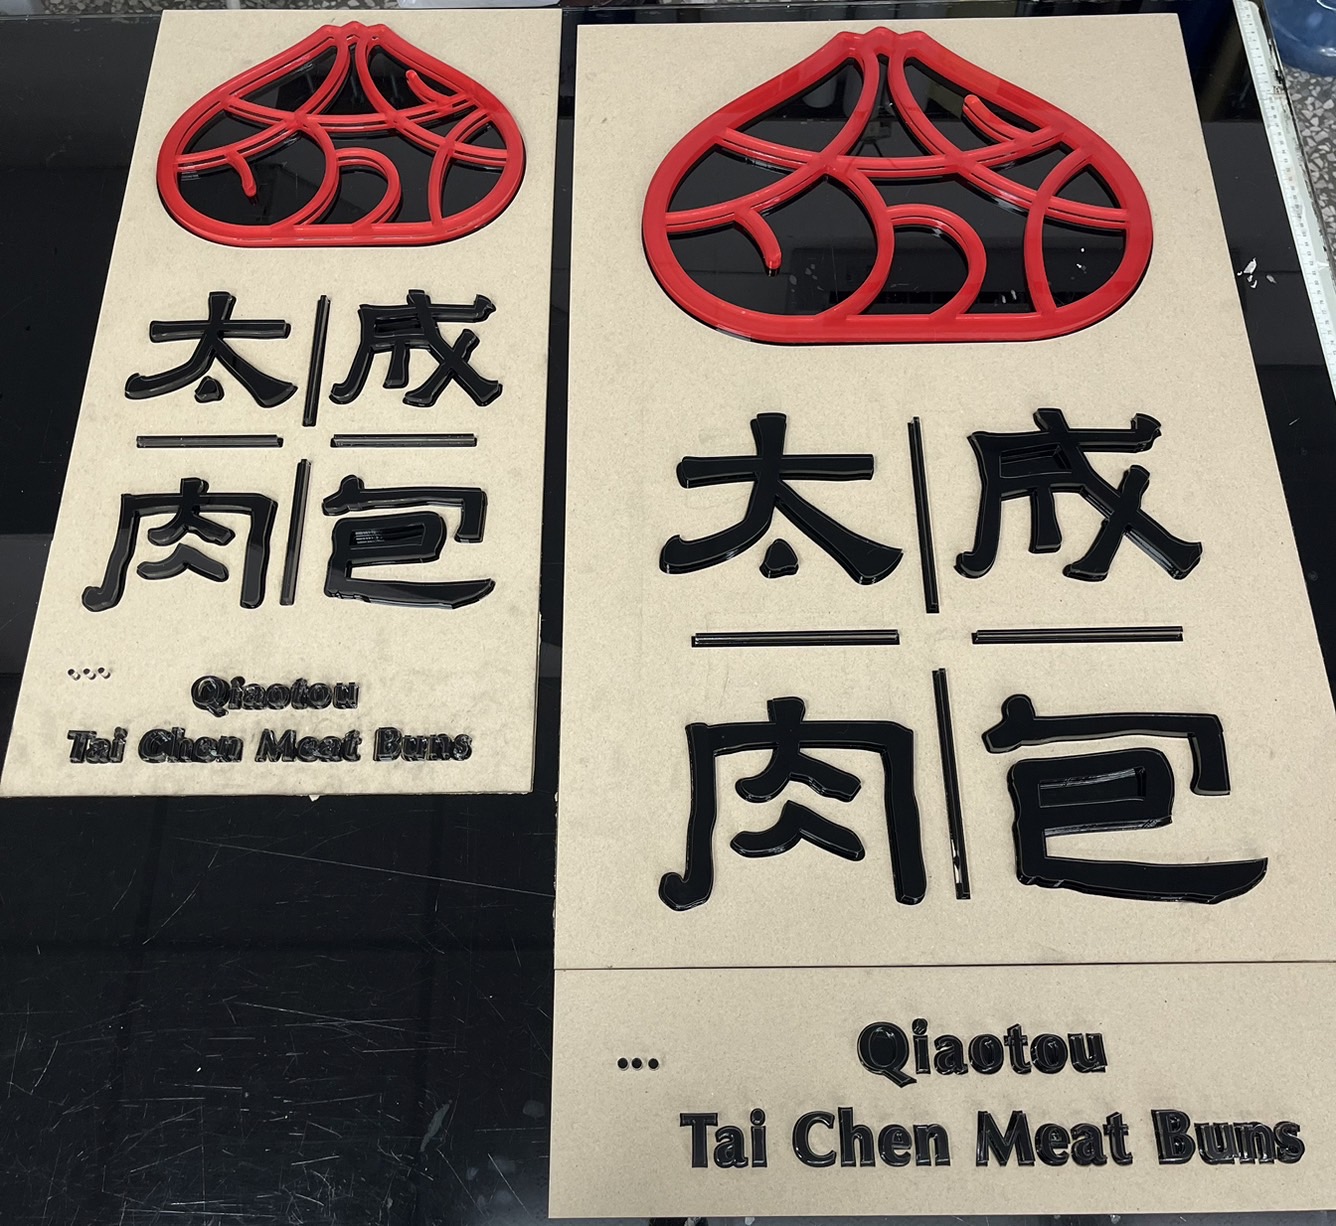 太成
肉包
Qiaotou
Tai Chen Meat Buns
太成
肉包
Qiaotou
Tai Chen Meat Buns